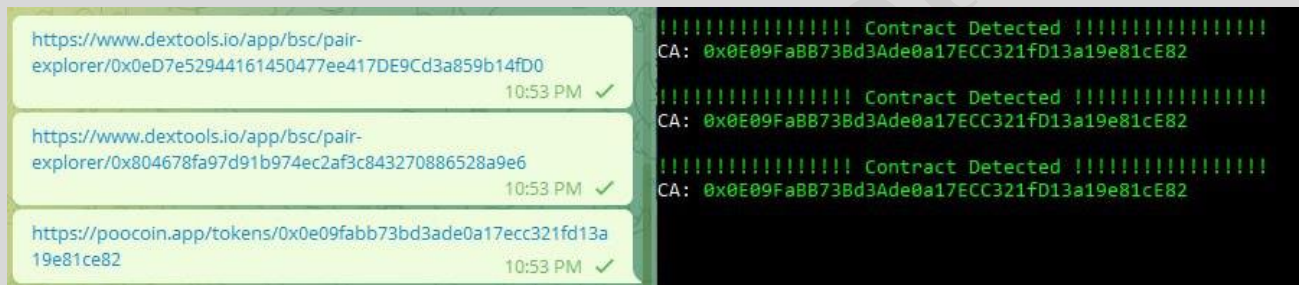 https://www.dextools.io/app/bsc/pair-
explorer/0x0eD7e52944161450477ee417DE9Cd3a859b14fD0
10:53 PM
https://www.dextools.io/app/bsc/pair-
explorer/0x804678fa97d91b974ec2af3c843270886528a9e6
10:53 PM
https://poocoin.app/tokens/0x0e09fabb73bd3ade0a17ecc321fd13a
19e81ce82
10:53 PM
!!!!!!!!!!!!!!!!!! Contract Detected !!!!!!!!!!!!!!!!!!
CA: 0x0E09FaBB73Bd3Ade0a17ECC321fD13a19e81cE82
!!!!!!!!!!!!!!!!!! Contract Detected !!!!!!!!!!!!!!!!!!
CA: 0x0E09FaBB73Bd3Ade0a17ECC321fD13a19e81cE82
!!!!!!!!!!!!!!!!!! Contract Detected !!!!!!!!!!!!!!!!!!
CA: 0x0E09FaBB73Bd3Ade0a17ECC321fD13a19e81cE82